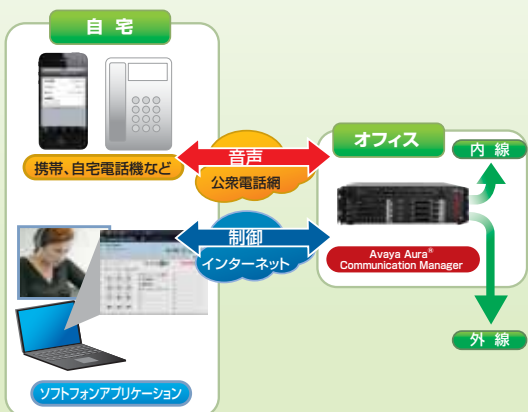 自 宅
携帯、自宅電話機など
音声
公衆電話網
制御
インターネット
ソフトフォンアプリケーション
オフィス
Avaya Aura®
Communication Manager
内 線
外 線